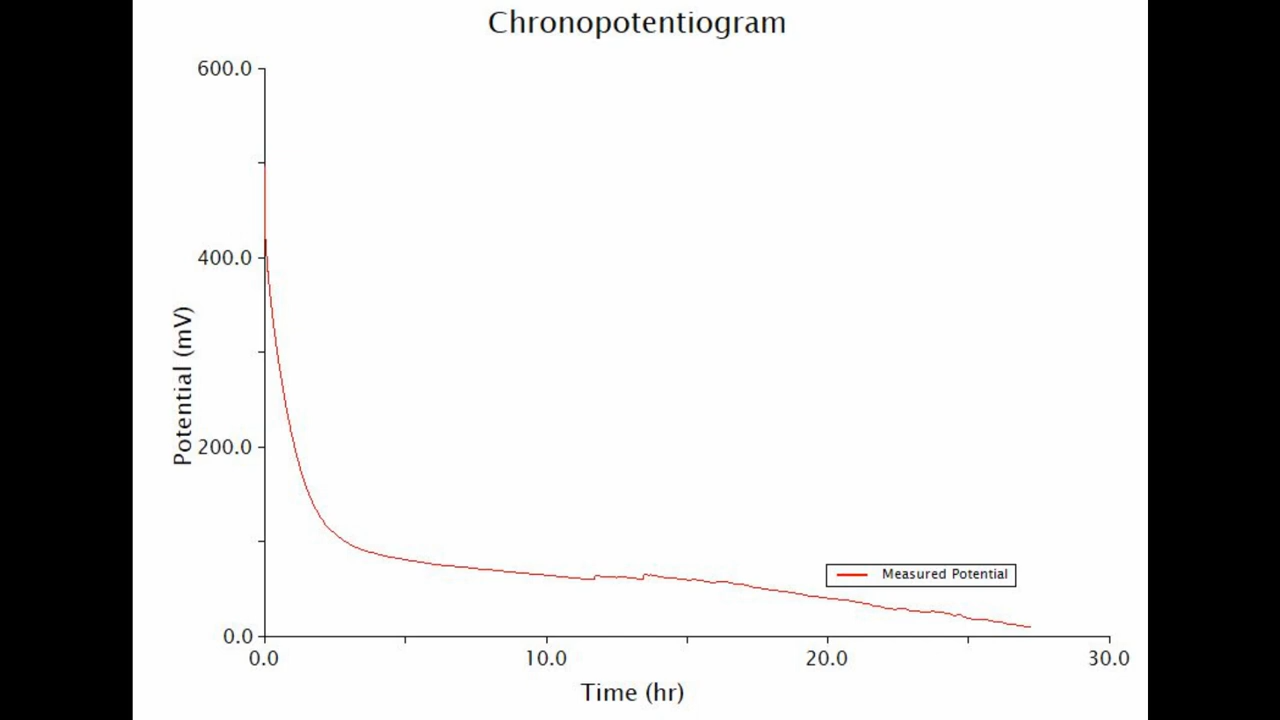 Chronopotentiogram
600.0
400.0
200.0
0.0
Potential (mV)
Measured Potential
0.0 10.0 20.0 30.0
Time (hr)